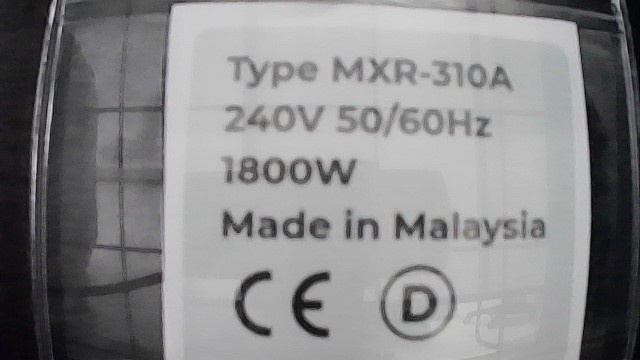 Type MXR-310A
240V 50/60Hz
1800W
Made in Malaysia
CE D